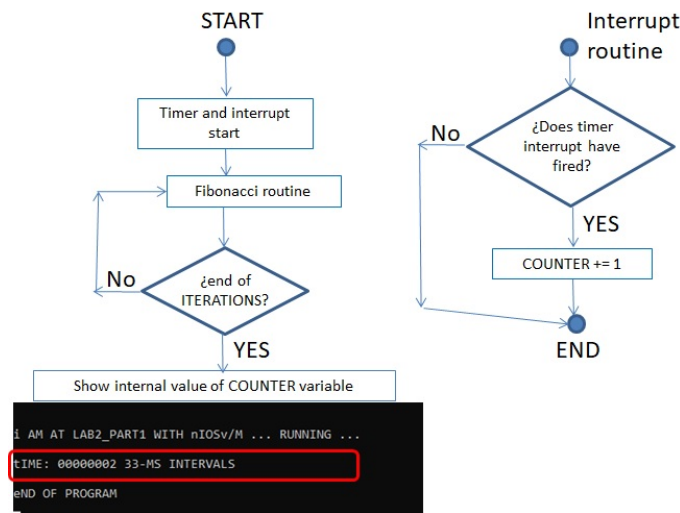 START
Timer and interrupt
start
Fibonacci routine
No
¿end of
ITERATIONS?
YES
Show internal value of COUNTER variable
i AM AT LAB2_PART1 WITH nIOSv/M ... RUNNING ...
tIME: 00000002 33-MS INTERVALS
eND OF PROGRAM
Interrupt
routine
No
¿Does timer
interrupt have
fired?
YES
COUNTER += 1
END